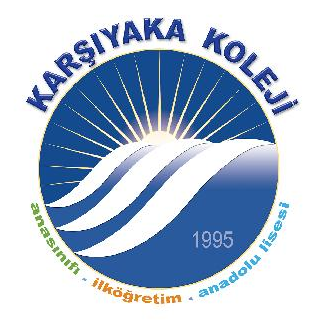 KARŞIYAKA KOLEJİ
1995
anasınıfı - ilköğretim - anadolu lisesi